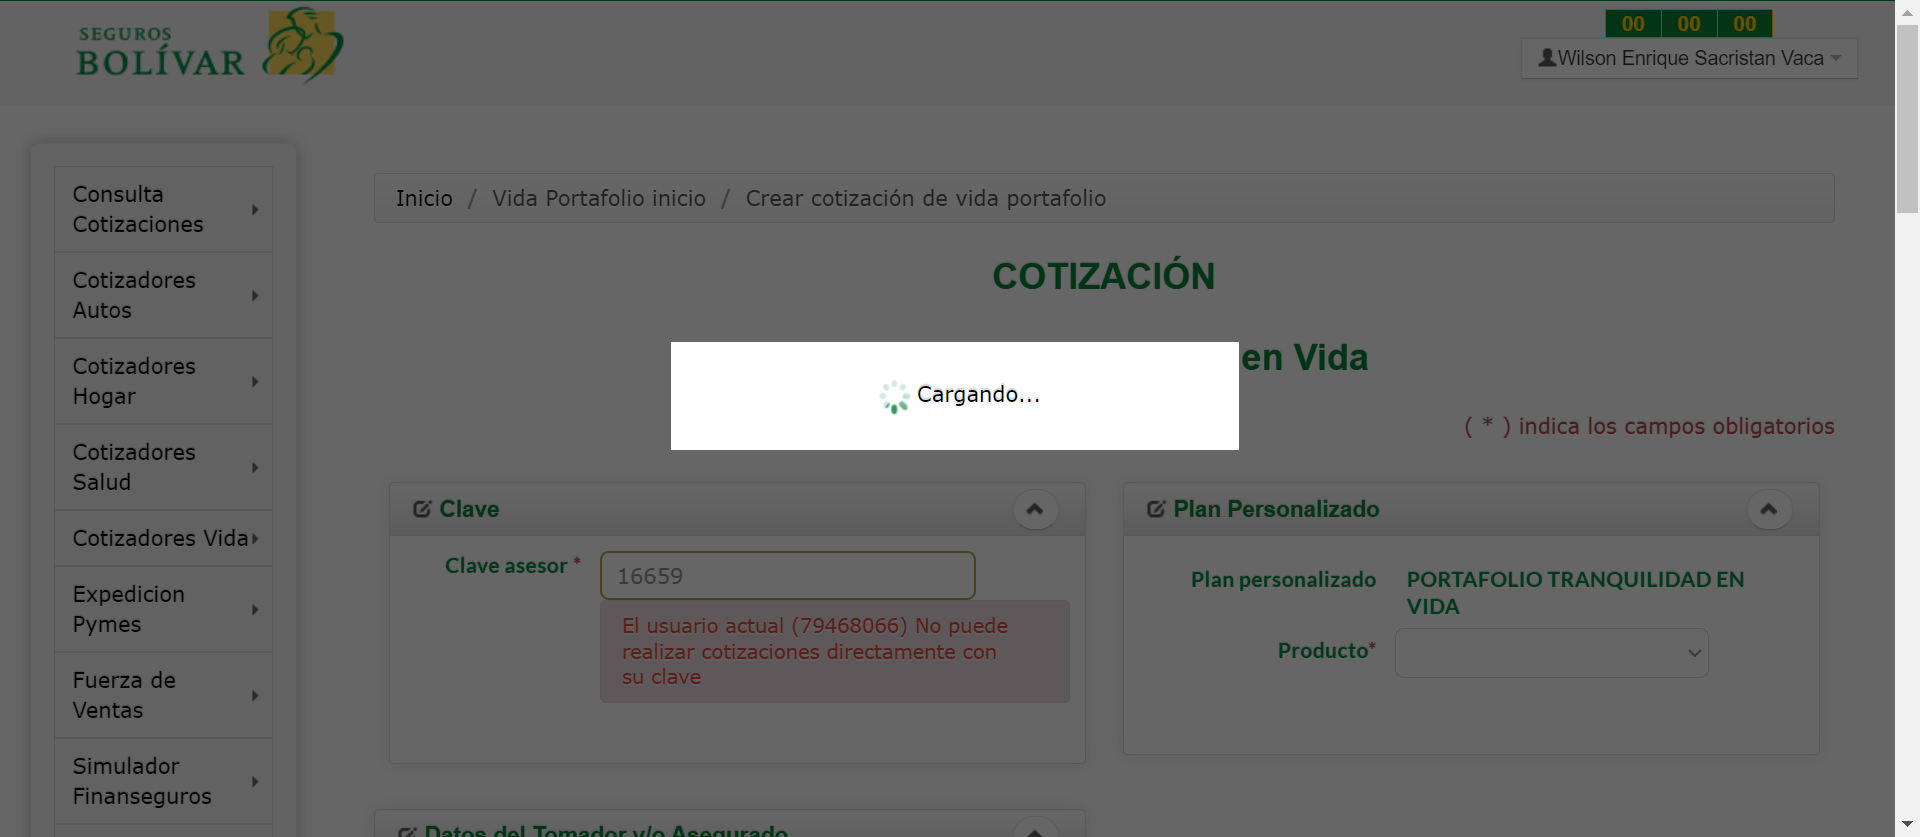 SEGUROS
BOLÍVAR
00 00 00
Wilson Enrique Sacristan Vaca
Consulta
Cotizaciones
Cotizadores
Autos
Cotizadores
Hogar
Cotizadores
Salud
Cotizadores Vida
Expedicion
Pymes
Fuerza de
Ventas
Simulador
Finanseguros
Inicio / Vida Portafolio inicio / Crear cotización de vida portafolio
COTIZACIÓN
en Vida
Cargando...
( * ) indica los campos obligatorios
Clave
Clave asesor *
16659
El usuario actual (79468066) No puede
realizar cotizaciones directamente con
su clave
Plan Personalizado
Plan personalizado PORTAFOLIO TRANQUILIDAD EN
VIDA
Producto*
Datos del Tomador y/o Asegurado